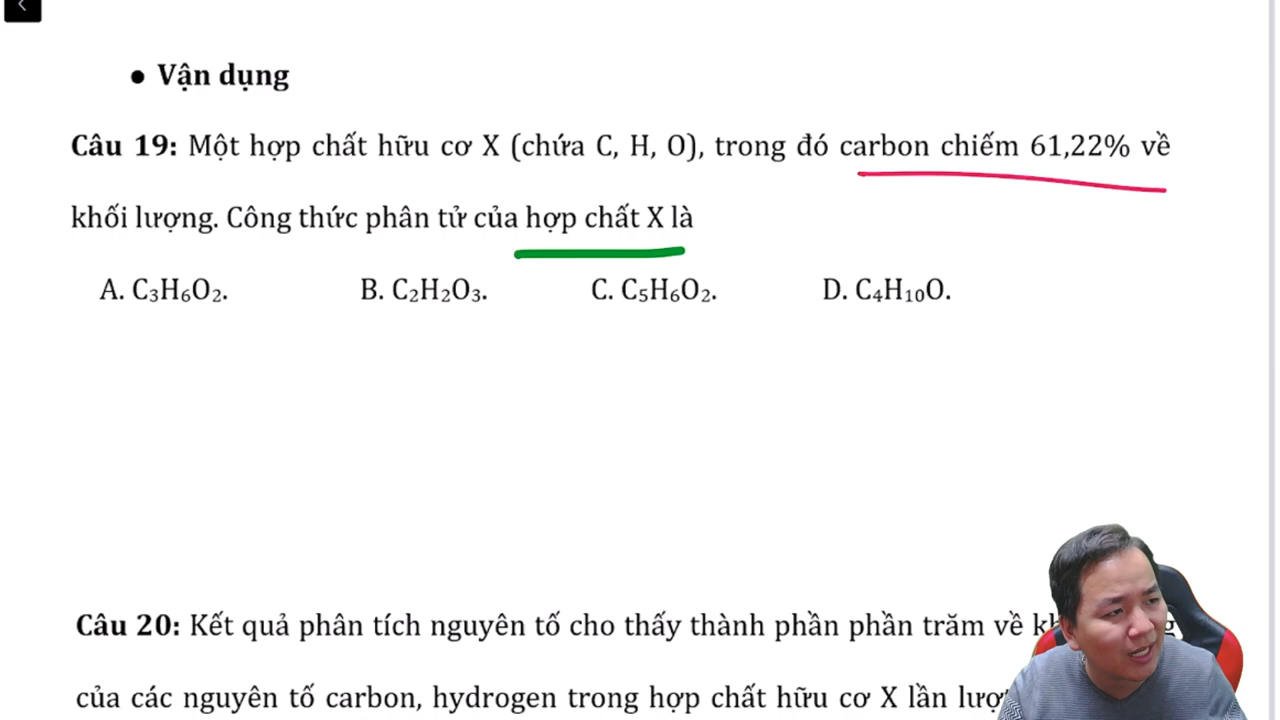 ● Vận dụng
Câu 19: Một hợp chất hữu cơ X (chứa C, H, O), trong đó carbon chiếm 61,22% về
khối lượng. Công thức phân tử của hợp chất X là
A. C₃H₆O₂. B. C₂H₂O₃. C. C₅H₆O₂. D. C₄H₁₀O.
Câu 20: Kết quả phân tích nguyên tố cho thấy thành phần phần trăm về
của các nguyên tố carbon, hydrogen trong hợp chất hữu cơ X lần